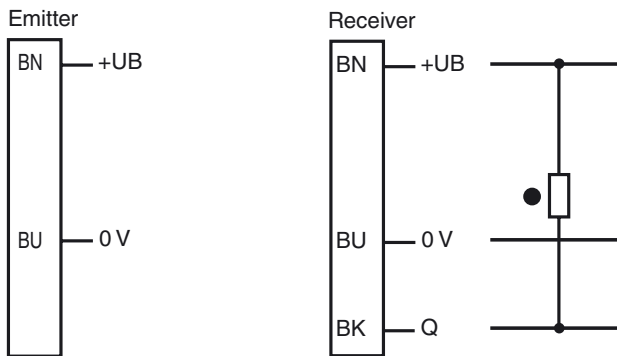 Emitter
BN +UB
BU 0 V
Receiver
BN +UB
BU 0 V
BK Q